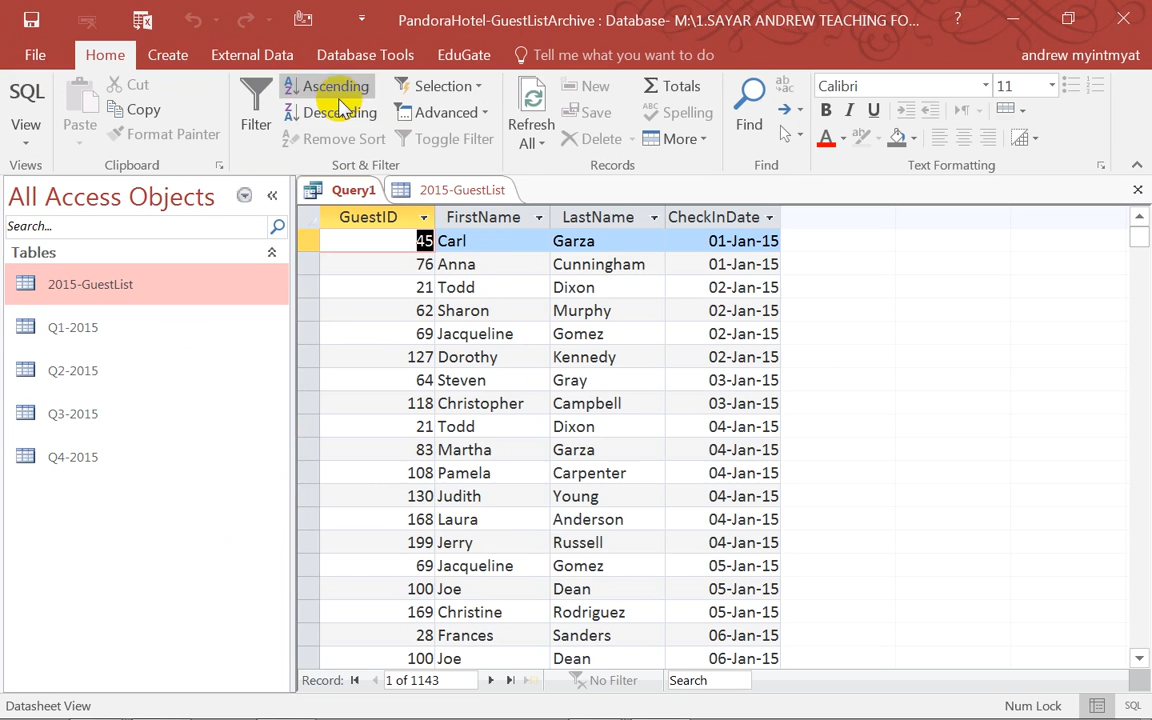 PandoraHotel-GuestListArchive : Database- M:\1.SAYAR ANDREW TEACHING FO... ?
File Home Create External Data Database Tools EduGate Tell me what you want to do andrew myintmyat
SQL
View
Views
Paste
Cut
Copy
Format Painter
Clipboard
Filter
Ascending
Descending
Remove Sort
Selection
Advanced
Toggle Filter
Sort & Filter
Refresh
All
New
Save
Delete
Totals
Spelling
More
Records
Find
Find
Calibri 11
B I U
Text Formatting
All Access Objects
Search...
Tables
2015-GuestList
Q1-2015
Q2-2015
Q3-2015
Q4-2015
Query1 2015-GuestList
GuestID FirstName LastName CheckInDate
45 Carl Garza 01-Jan-15
76 Anna Cunningham 01-Jan-15
21 Todd Dixon 02-Jan-15
62 Sharon Murphy 02-Jan-15
69 Jacqueline Gomez 02-Jan-15
127 Dorothy Kennedy 02-Jan-15
64 Steven Gray 03-Jan-15
118 Christopher Campbell 03-Jan-15
21 Todd Dixon 04-Jan-15
83 Martha Garza 04-Jan-15
108 Pamela Carpenter 04-Jan-15
130 Judith Young 04-Jan-15
168 Laura Anderson 04-Jan-15
199 Jerry Russell 04-Jan-15
69 Jacqueline Gomez 05-Jan-15
100 Joe Dean 05-Jan-15
169 Christine Rodriguez 05-Jan-15
28 Frances Sanders 06-Jan-15
100 Joe Dean 06-Jan-15
Record: 1 of 1143 No Filter Search
Datasheet View Num Lock SQL